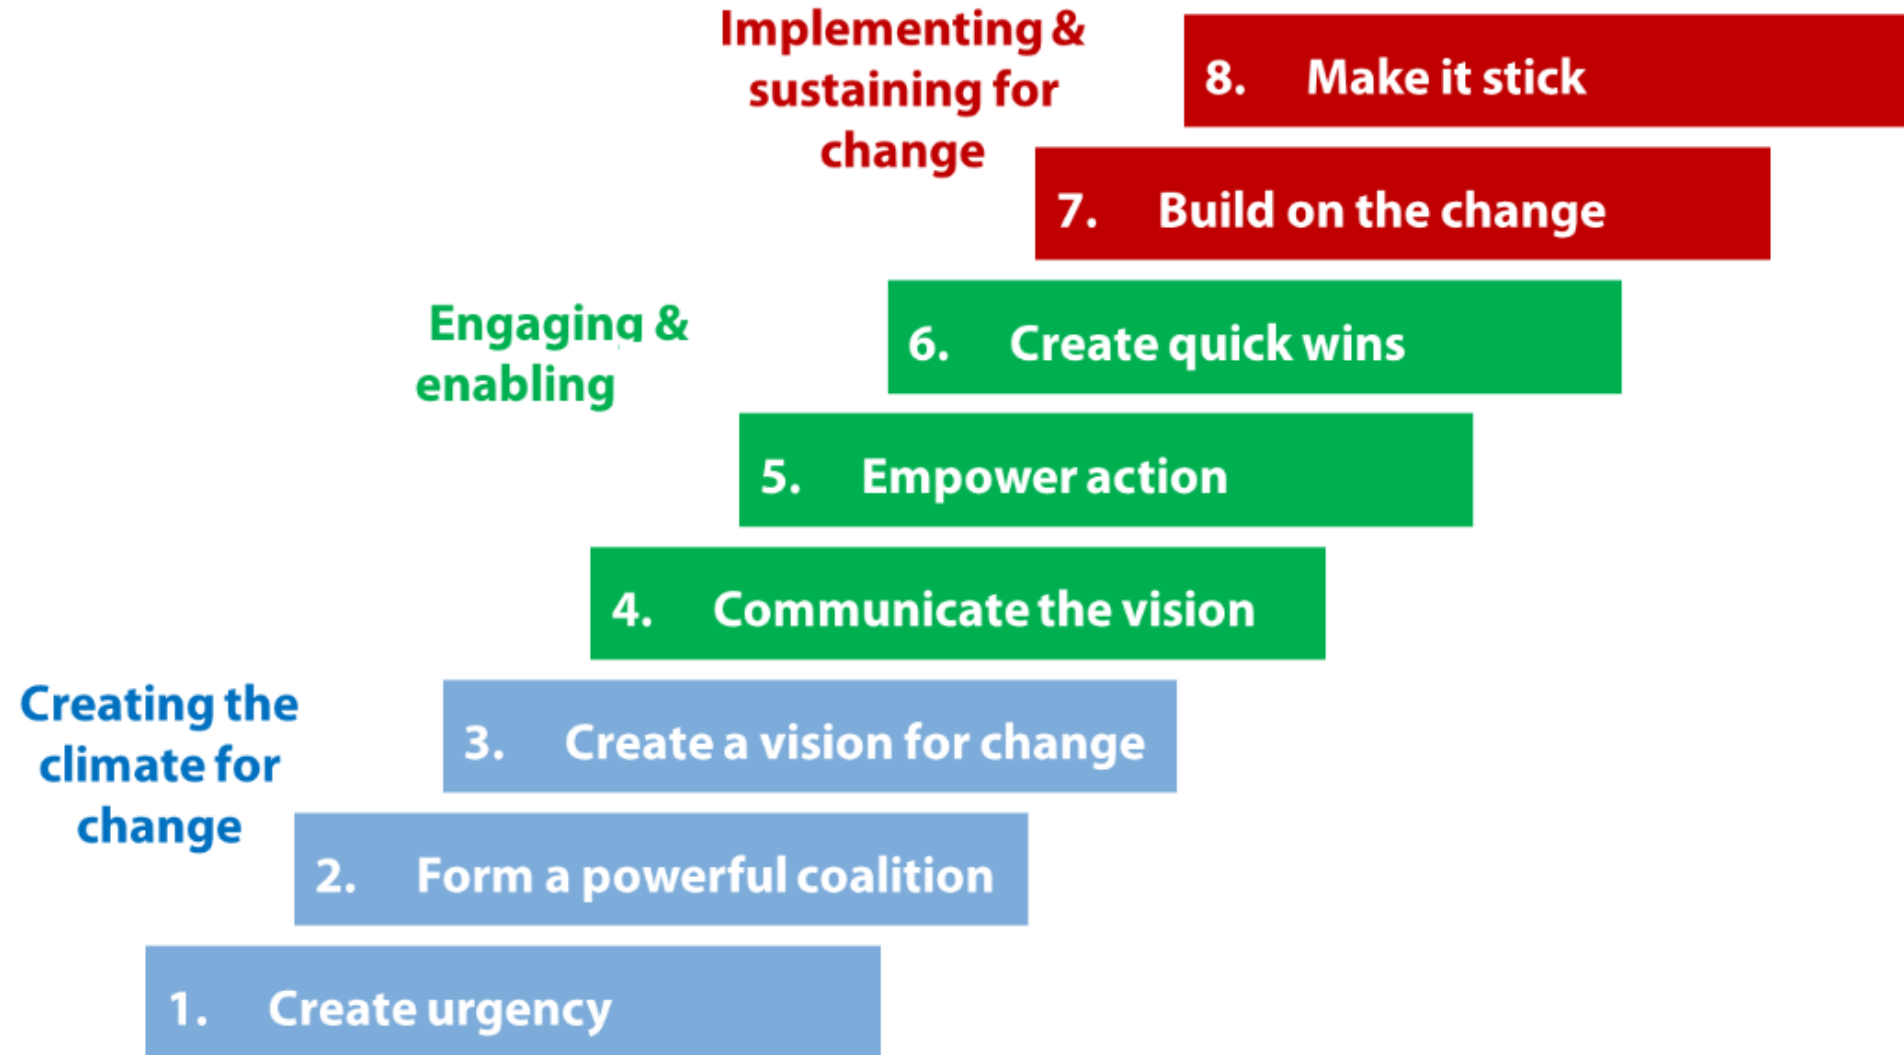 Implementing &
sustaining for
change
8. Make it stick
7. Build on the change
Engaging &
enabling
6. Create quick wins
5. Empower action
4. Communicate the vision
Creating the
climate for
change
3. Create a vision for change
2. Form a powerful coalition
1. Create urgency